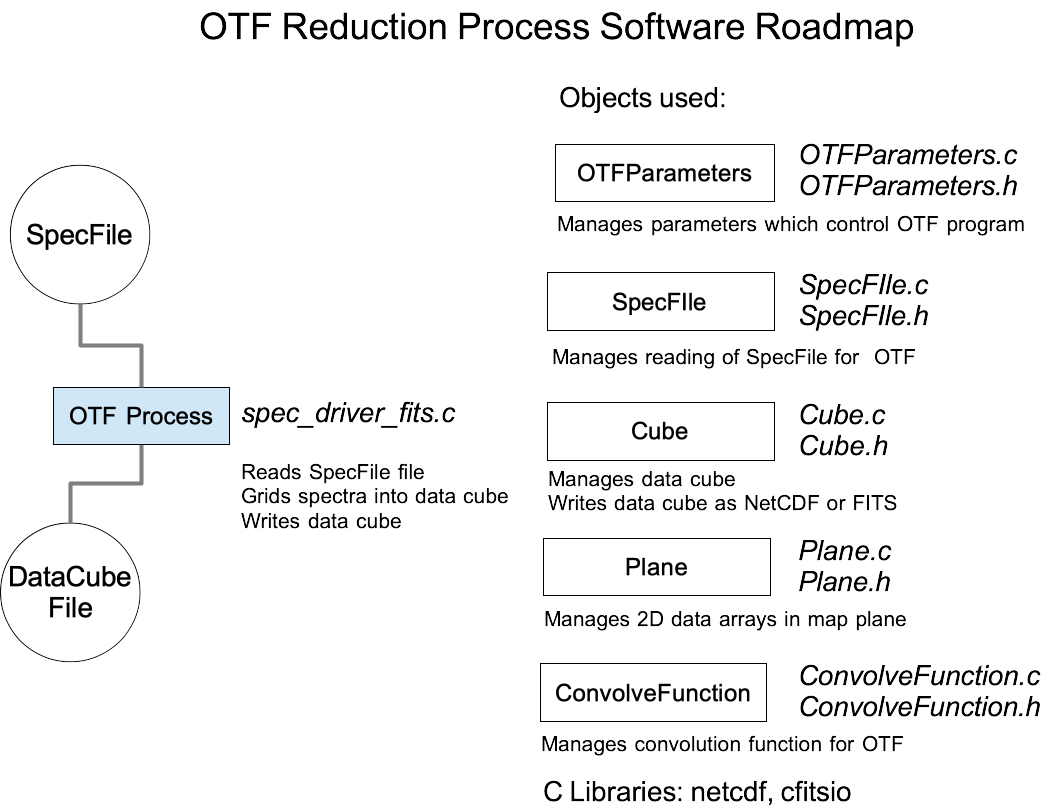 OTF Reduction Process Software Roadmap
SpecFile
OTF Process
spec_driver_fits.c
Reads SpecFile file
Grids spectra into data cube
Writes data cube
DataCube
File
Objects used:
OTFParameters
OTFParameters.c
OTFParameters.h
Manages parameters which control OTF program
SpecFIle
SpecFIle.c
SpecFIle.h
Manages reading of SpecFile for OTF
Cube
Cube.c
Cube.h
Manages data cube
Writes data cube as NetCDF or FITS
Plane
Plane.c
Plane.h
Manages 2D data arrays in map plane
ConvolveFunction
ConvolveFunction.c
ConvolveFunction.h
Manages convolution function for OTF
C Libraries: netcdf, cfitsio